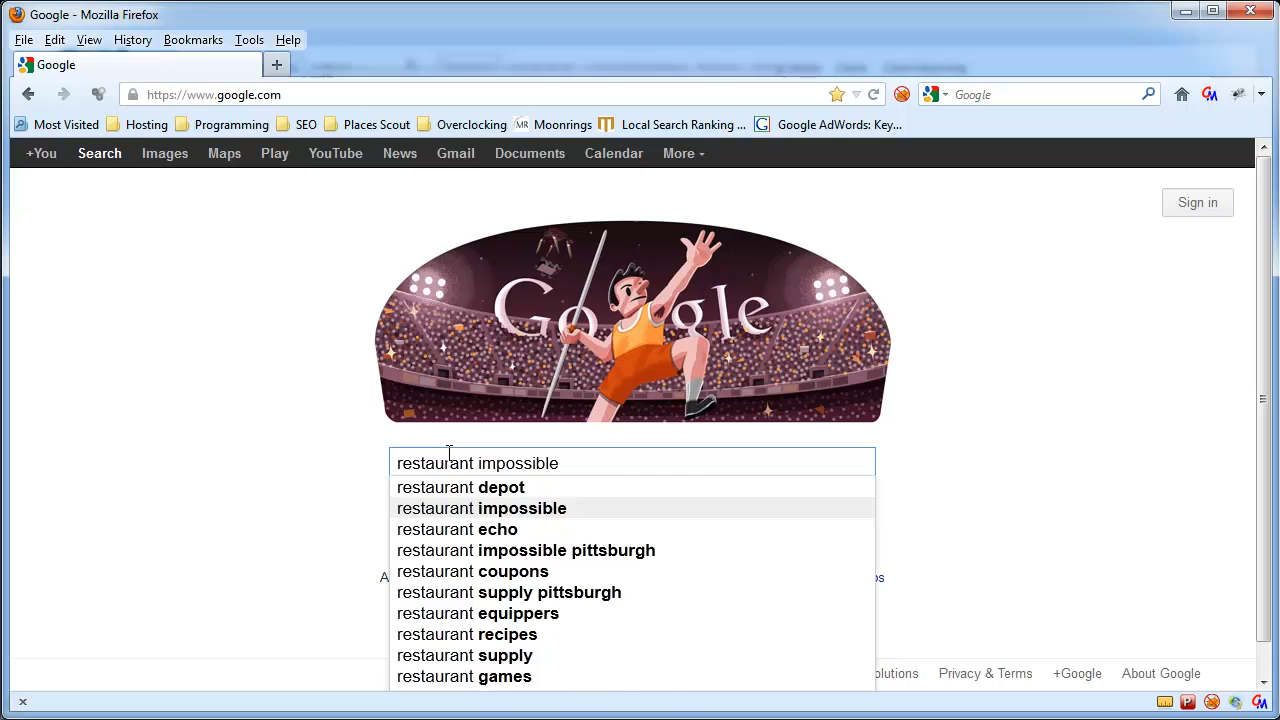 Google - Mozilla Firefox
File Edit View History Bookmarks Tools Help
Google
https://www.google.com
Google
Most Visited Hosting Programming SEO Places Scout Overclocking Moonrings Local Search Ranking ... Google AdWords: Key...
+You Search Images Maps Play YouTube News Gmail Documents Calendar More
Sign in
Google
restaurant impossible
restaurant depot
restaurant impossible
restaurant echo
restaurant impossible pittsburgh
restaurant coupons
restaurant supply pittsburgh
restaurant equippers
restaurant recipes
restaurant supply
restaurant games
Privacy & Terms +Google About Google